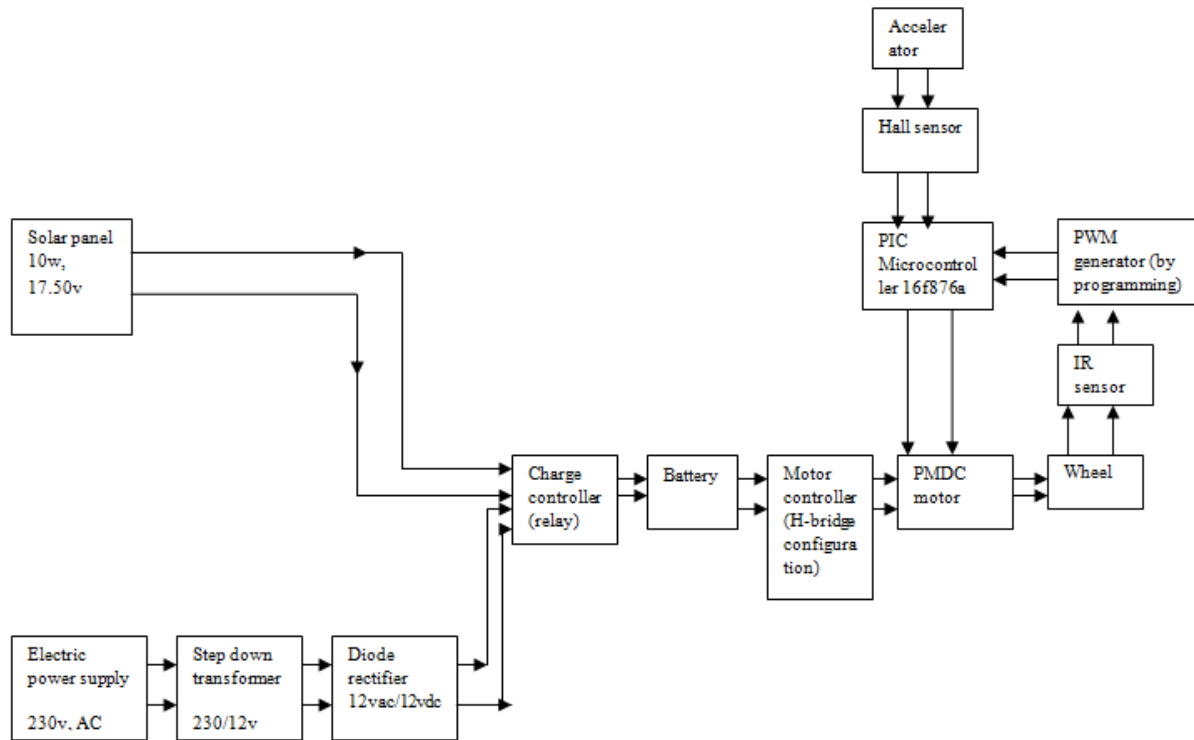 Acceler
ator
Hall sensor
Solar panel
10w,
17.50v
PIC
Microcontrol
ler 16f876a
PWM
generator (by
programming)
IR
sensor
Charge
controller
(relay)
Battery
Motor
controller
(H-bridge
configura
tion)
PMDC
motor
Wheel
Electric
power supply
230v, AC
Step down
transformer
230/12v
Diode
rectifier
12vac/12vdc